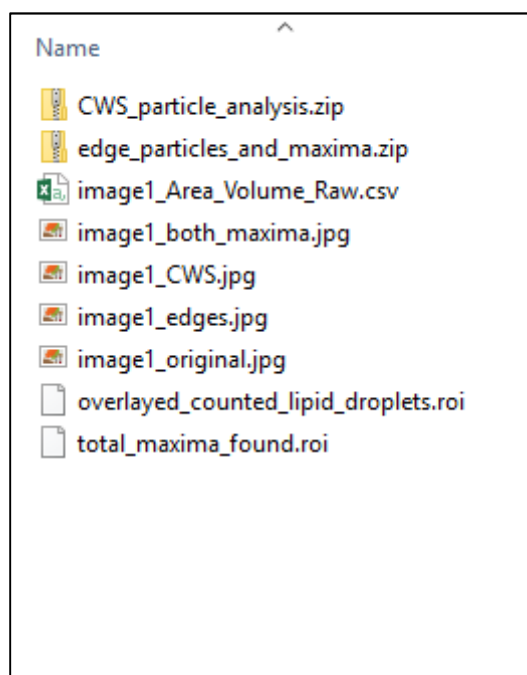 Name
CWS_particle_analysis.zip
edge_particles_and_maxima.zip
image1_Area_Volume_Raw.csv
image1_both_maxima.jpg
image1_CWS.jpg
image1_edges.jpg
image1_original.jpg
overlayed_counted_lipid_droplets.roi
total_maxima_found.roi